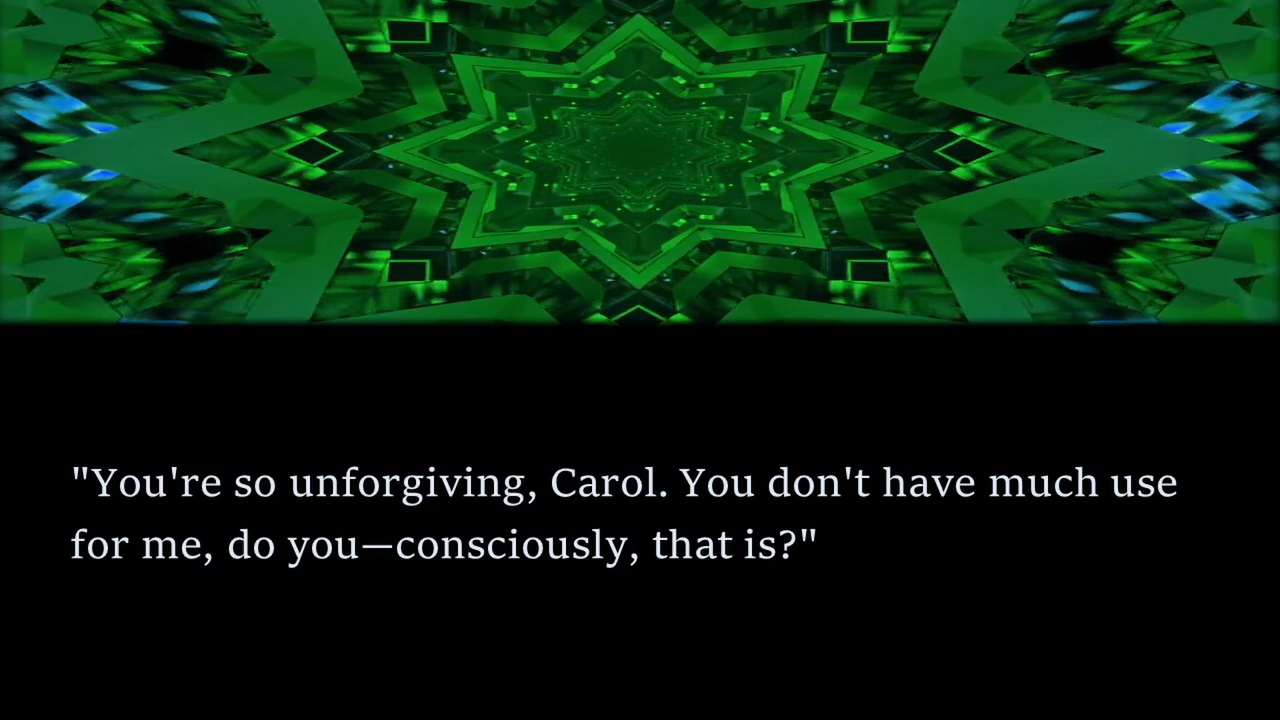 "You're so unforgiving, Carol. You don't have much use
for me, do you—consciously, that is?"